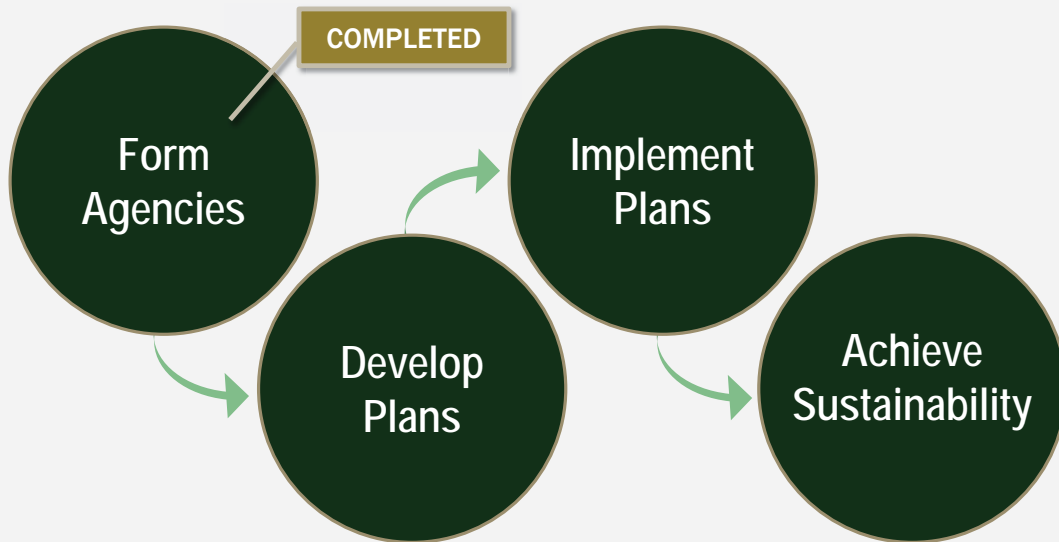 COMPLETED
Form
Agencies
Develop
Plans
Implement
Plans
Achieve
Sustainability